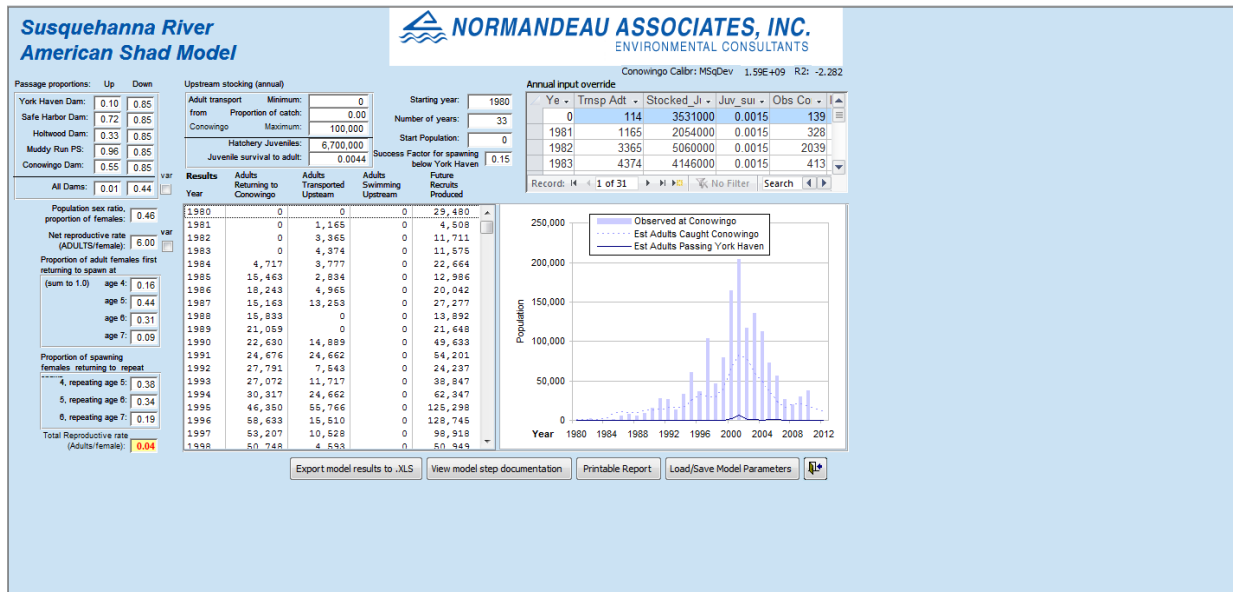 Susquehanna River
American Shad Model
NORMANDEAU ASSOCIATES, INC.
ENVIRONMENTAL CONSULTANTS
Conowingo Calibr: MSqDev 1.59E+09 R2: -2.282
Passage proportions: Up Down
York Haven Dam: 0.10 0.85
Safe Harbor Dam: 0.72 0.85
Holtwood Dam: 0.33 0.85
Muddy Run PS: 0.96 0.85
Conowingo Dam: 0.55 0.85
var
All Dams: 0.01 0.44
Population sex ratio,
proportion of females: 0.46
Net reproductive rate var
(ADULTS/female): 6.00
Proportion of adult females first
returning to spawn at
(sum to 1.0) age 4: 0.16
age 5: 0.44
age 6: 0.31
age 7: 0.09
Proportion of spawning
females returning to repeat
4, repeating age 5: 0.38
5, repeating age 6: 0.34
6, repeating age 7: 0.19
Total Reproductive rate
(Adults/female): 0.04
Upstream stocking (annual)
Adult transport Minimum: 0
from Proportion of catch: 0.00
Conowingo Maximum: 100,000
Hatchery Juveniles: 6,700,000
Juvenile survival to adult: 0.0044
Starting year: 1980
Number of years: 33
Start Population: 0
Success Factor for spawning
below York Haven 0.15
Annual input override
Ye Trnsp Adt Stocked_Ju Juv_sur Obs Co
0 114 3531000 0.0015 139
1981 1165 2054000 0.0015 328
1982 3365 5060000 0.0015 2039
1983 4374 4146000 0.0015 413
Record: 1 of 31 No Filter Search
Results Adults Adults Adults Future
Returning to Transported Swimming Recruits
Year Conowingo Upsteam Upstream Produced
1980 0 0 0 29,480
1981 0 1,165 0 4,508
1982 0 3,365 0 11,711
1983 0 4,374 0 11,575
1984 4,717 3,777 0 22,664
1985 15,463 2,834 0 12,986
1986 18,243 4,965 0 20,042
1987 15,163 13,253 0 27,277
1988 15,833 0 0 13,892
1989 21,059 0 0 21,648
1990 22,630 14,889 0 49,633
1991 24,676 24,662 0 54,201
1992 27,791 7,543 0 24,237
1993 27,072 11,717 0 38,847
1994 30,317 24,662 0 62,347
1995 46,350 55,766 0 125,298
1996 58,633 15,510 0 128,745
1997 53,207 10,528 0 98,918
1998 50,748 4,593 0 50,949
Observed at Conowingo
Est Adults Caught Conowingo
Est Adults Passing York Haven
250,000
200,000
150,000
100,000
50,000
0
Population
Year 1980 1984 1988 1992 1996 2000 2004 2008 2012
Export model results to .XLS
View model step documentation
Printable Report
Load/Save Model Parameters